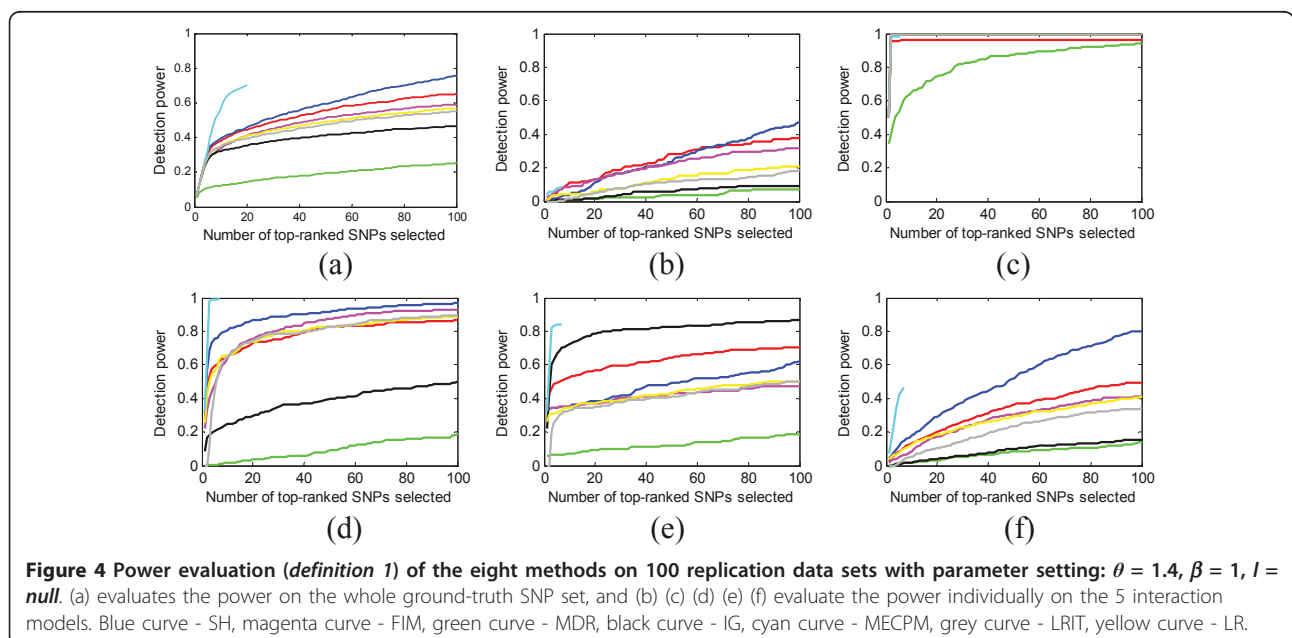 1
0.8
0.6
0.4
0.2
0
Detection power
0 20 40 60 80 100
Number of top-ranked SNPs selected
(a)
1
0.8
0.6
0.4
0.2
0
Detection power
0 20 40 60 80 100
Number of top-ranked SNPs selected
(b)
1
0.8
0.6
0.4
0.2
0
Detection power
0 20 40 60 80 100
Number of top-ranked SNPs selected
(c)
1
0.8
0.6
0.4
0.2
0
Detection power
0 20 40 60 80 100
Number of top-ranked SNPs selected
(d)
1
0.8
0.6
0.4
0.2
0
Detection power
0 20 40 60 80 100
Number of top-ranked SNPs selected
(e)
1
0.8
0.6
0.4
0.2
0
Detection power
0 20 40 60 80 100
Number of top-ranked SNPs selected
(f)
Figure 4 Power evaluation (definition 1) of the eight methods on 100 replication data sets with parameter setting: θ = 1.4, β = 1, l =
null. (a) evaluates the power on the whole ground-truth SNP set, and (b) (c) (d) (e) (f) evaluate the power individually on the 5 interaction
models. Blue curve - SH, magenta curve - FIM, green curve - MDR, black curve - IG, cyan curve - MECPM, grey curve - LRIT, yellow curve - LR.